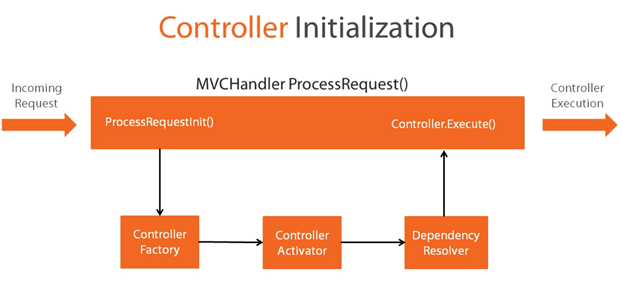 Controller Initialization
MVCHandler ProcessRequest()
Incoming
Request
ProcessRequestInit()
Controller.Execute()
Controller
Execution
Controller
Factory
Controller
Activator
Dependency
Resolver